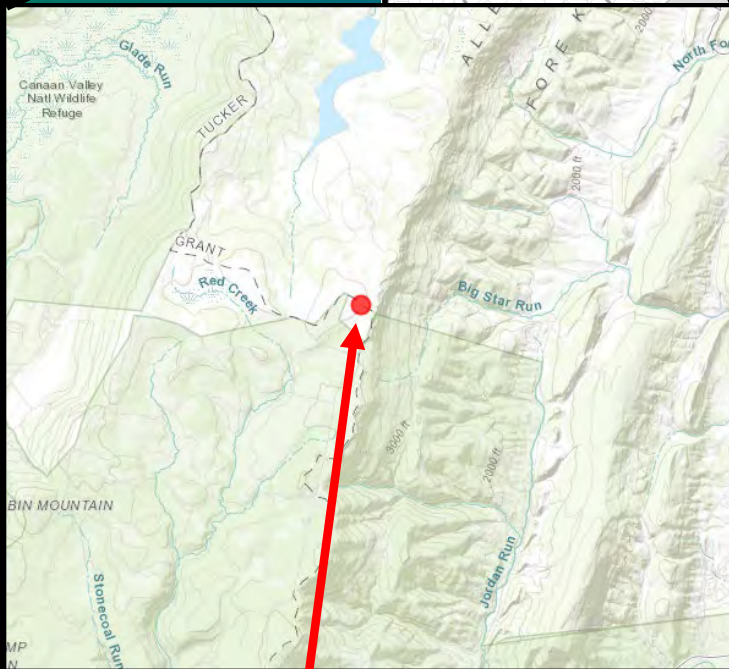 Glade Run
Canaan Valley
Natl Wildlife
Refuge
TUCKER
GRANT
Red Creek
ALLE
FORE K
2000
North Fo
2000 ft
Big Star Run
3000 ft
2000 ft
BIN MOUNTAIN
Stonecoal Run
Jordan Run
MP
N